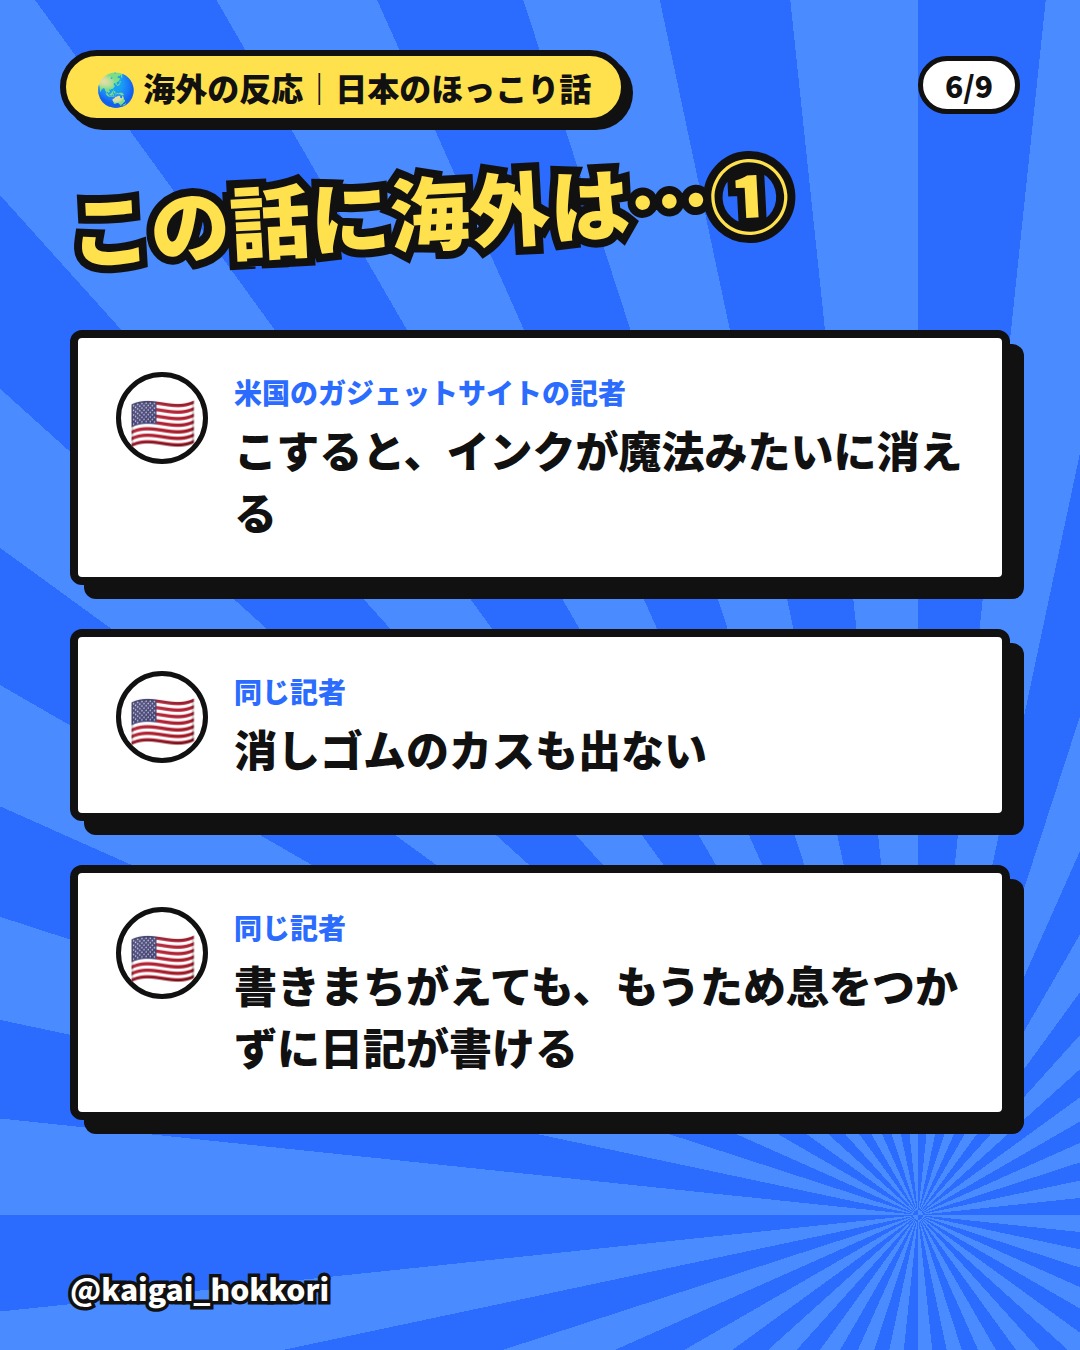 🌏 海外の反応｜日本のほっこり話
6/9
この話に海外は…①
米国のガジェットサイトの記者
こすると、インクが魔法みたいに消え
る
同じ記者
消しゴムのカスも出ない
同じ記者
書きまちがえても、もうため息をつか
ずに日記が書ける
@kaigai_hokkori